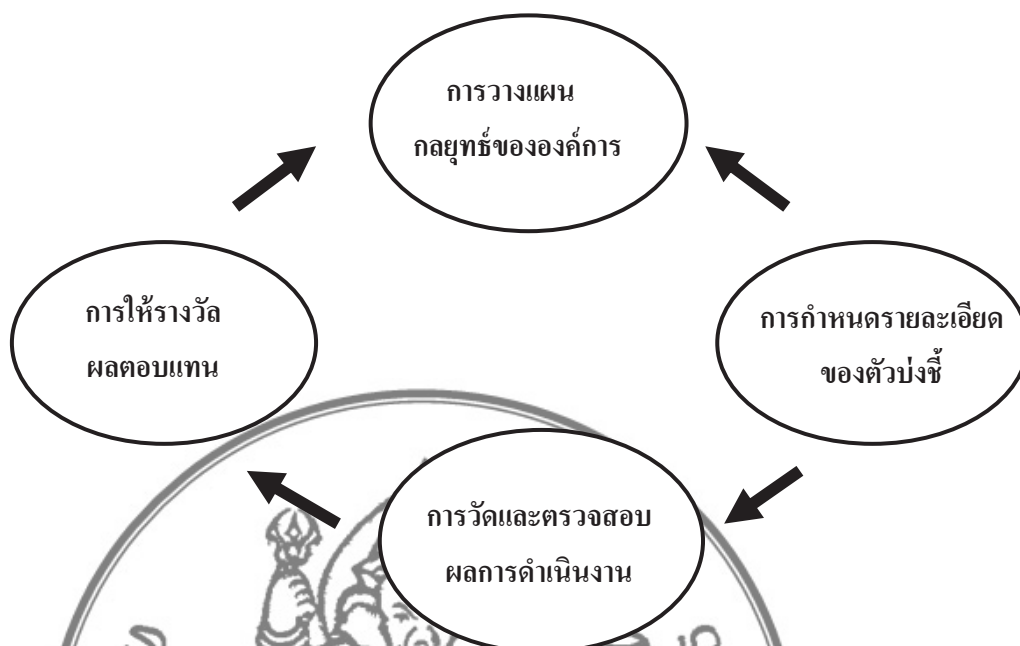 การวางแผน
กลยุทธ์ขององค์การ
การให้รางวัล
ผลตอบแทน
การกำหนดรายละเอียด
ของตัวบ่งชี้
การวัดและตรวจสอบ
ผลการดำเนินงาน